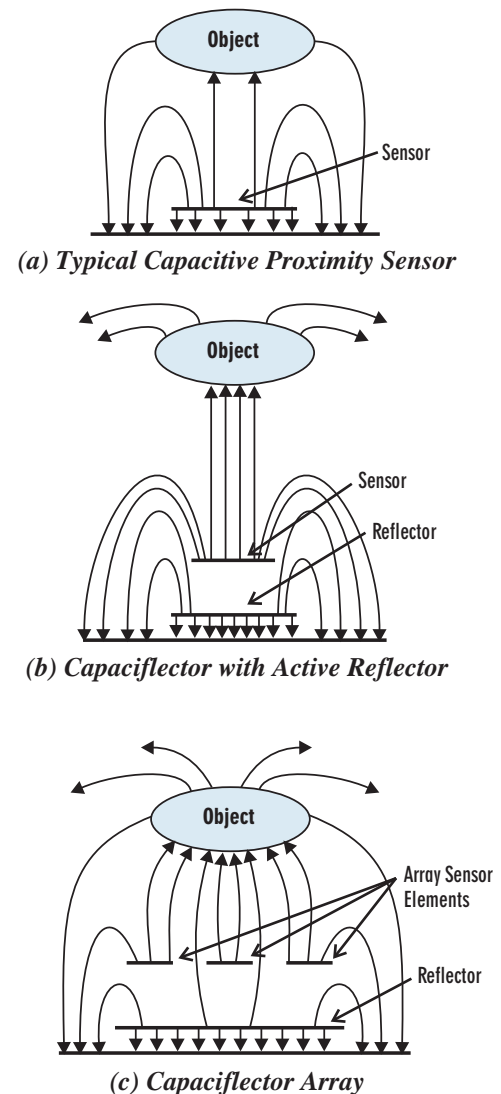 Object
Sensor
(a) Typical Capacitive Proximity Sensor
Object
Sensor
Reflector
(b) Capaciflector with Active Reflector
Object
Array Sensor
Elements
Reflector
(c) Capaciflector Array